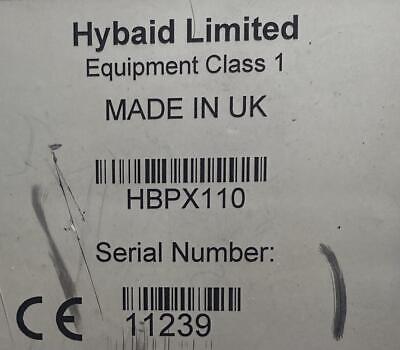 Hybaid Limited
Equipment Class 1
MADE IN UK
HBPX110
Serial Number:
CE 11239